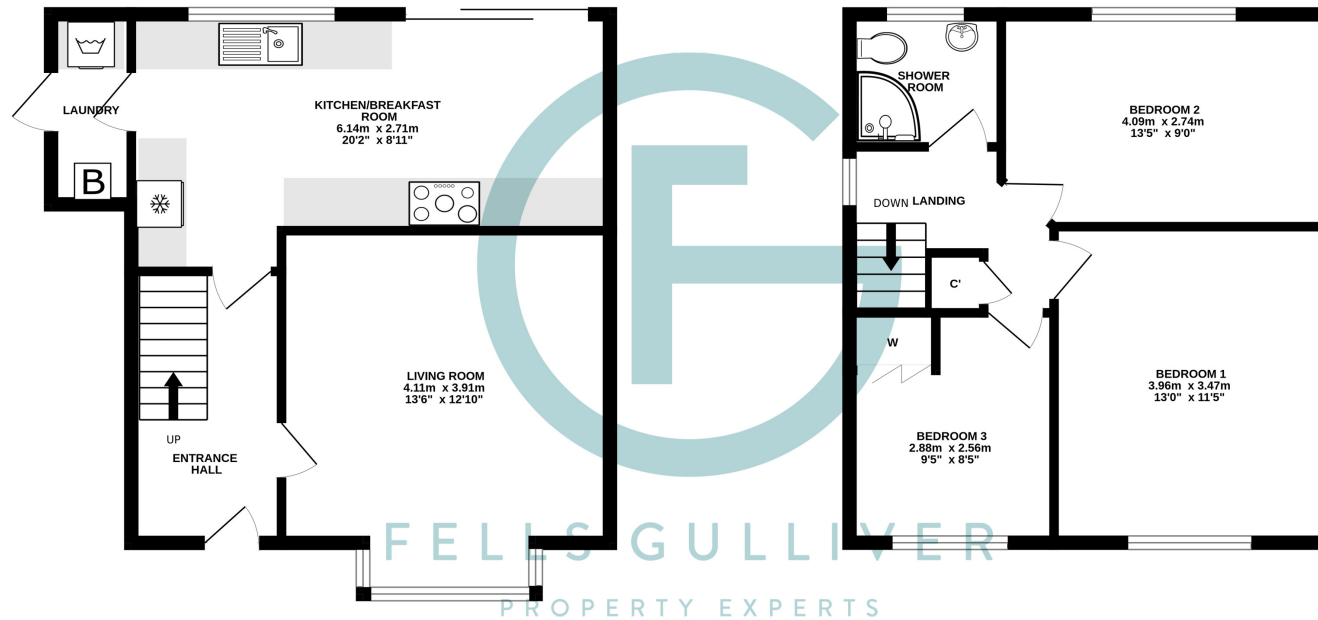 LAUNDRY
B
KITCHEN/BREAKFAST
ROOM
6.14m x 2.71m
20'2" x 8'11"
LIVING ROOM
4.11m x 3.91m
13'6" x 12'10"
UP
ENTRANCE
HALL
SHOWER
ROOM
BEDROOM 2
4.09m x 2.74m
13'5" x 9'0"
DOWN LANDING
C'
W
BEDROOM 1
3.96m x 3.47m
13'0" x 11'5"
BEDROOM 3
2.88m x 2.56m
9'5" x 8'5"
FELLS GULLIVER
PROPERTY EXPERTS